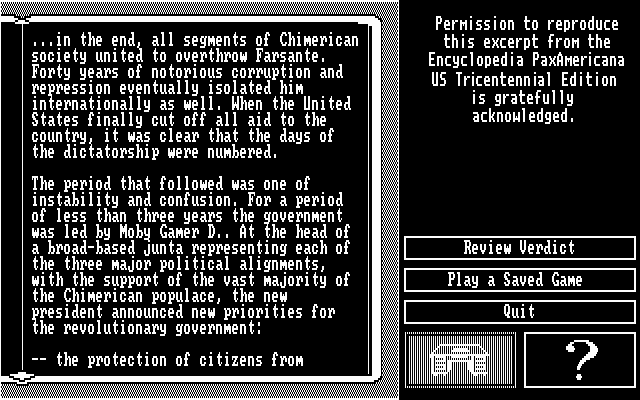 ...in the end, all segments of Chimerican
society united to overthrow Farsante.
Forty years of notorious corruption and
repression eventually isolated him
internationally as well. When the United
States finally cut off all aid to the
country, it was clear that the days of
the dictatorship were numbered.
The period that followed was one of
instability and confusion. For a period
of less than three years the government
was led by Moby Gamer D.. At the head of
a broad-based junta representing each of
the three major political alignments,
with the support of the vast majority of
the Chimerican populace, the new
president announced new priorities for
the revolutionary government:
-- the protection of citizens from
Permission to reproduce
this excerpt from the
Encyclopedia PaxAmericana
US Tricentennial Edition
is gratefully
acknowledged.
Review Verdict
Play a Saved Game
Quit
?